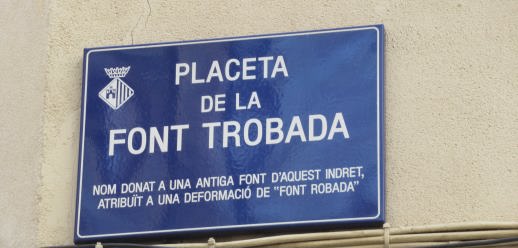 PLACETA
DE LA
FONT TROBADA
NOM DONAT A UNA ANTIGA FONT D'AQUEST INDRET,
ATRIBUÏT A UNA DEFORMACIÓ DE "FONT ROBADA"